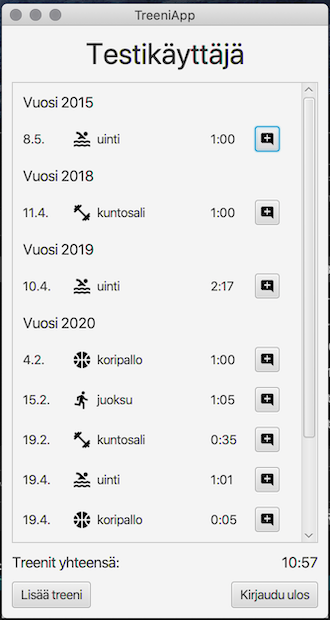 TreeniApp
Testikäyttäjä
Vuosi 2015
8.5. uinti 1:00
Vuosi 2018
11.4. kuntosali 1:00
Vuosi 2019
10.4. uinti 2:17
Vuosi 2020
4.2. koripallo 1:00
15.2. juoksu 1:05
19.2. kuntosali 0:35
19.4. uinti 1:01
19.4. koripallo 0:05
Treenit yhteensä: 10:57
Lisää treeni Kirjaudu ulos